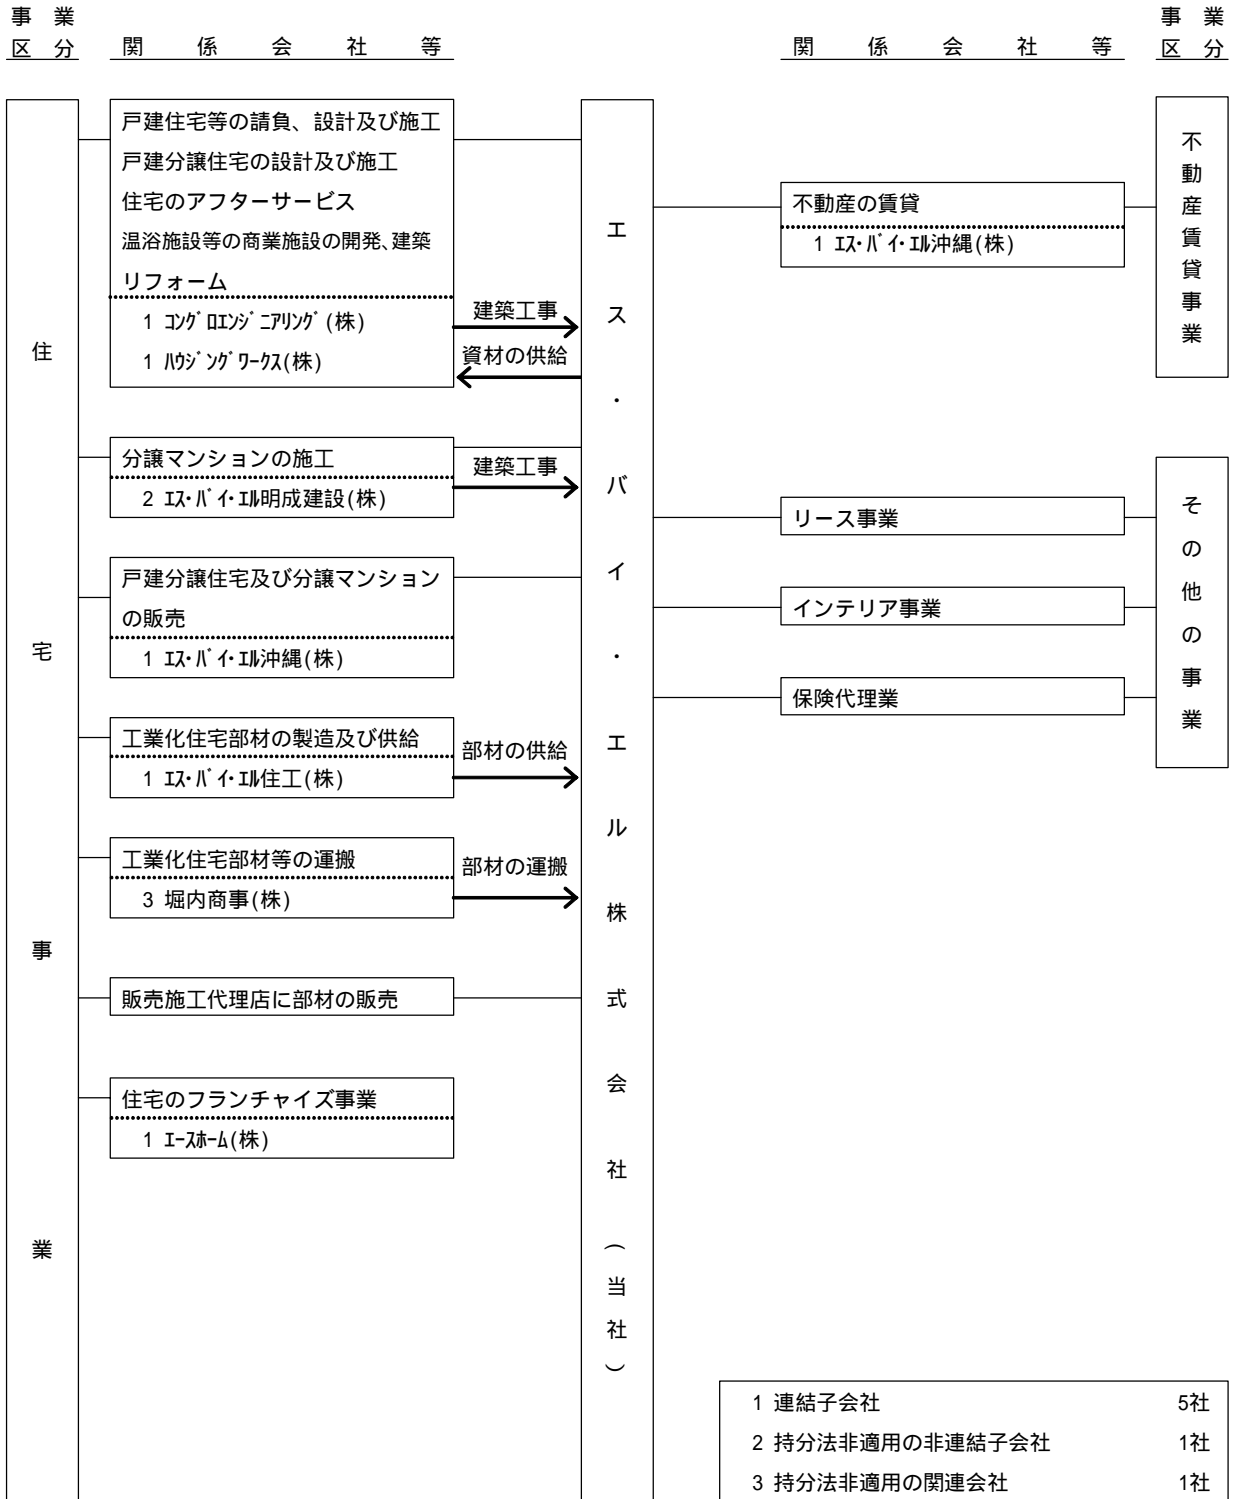 事業
区分
関係会社等
関係会社等
事業
区分
住宅事業
戸建住宅等の請負、設計及び施工
戸建分譲住宅の設計及び施工
住宅のアフターサービス
温浴施設等の商業施設の開発、建築
リフォーム
1 ｺﾝｸﾞﾛｴﾝｼﾞﾆｱﾘﾝｸﾞ(株)
1 ﾊｳｼﾞﾝｸﾞﾜｰｸｽ(株)
建築工事
資材の供給
分譲マンションの施工
2 ｴｽ･ﾊﾞｲ･ｴﾙ明成建設(株)
建築工事
戸建分譲住宅及び分譲マンション
の販売
1 ｴｽ･ﾊﾞｲ･ｴﾙ沖縄(株)
工業化住宅部材の製造及び供給
1 ｴｽ･ﾊﾞｲ･ｴﾙ住工(株)
部材の供給
工業化住宅部材等の運搬
3 堀内商事(株)
部材の運搬
販売施工代理店に部材の販売
住宅のフランチャイズ事業
1 ｴｰｽﾎｰﾑ(株)
エス・バイ・エル株式会社（当社）
不動産の賃貸
1 ｴｽ･ﾊﾞｲ･ｴﾙ沖縄(株)
不動産賃貸事業
リース事業
インテリア事業
保険代理業
その他の事業
1 連結子会社 5社
2 持分法非適用の非連結子会社 1社
3 持分法非適用の関連会社 1社